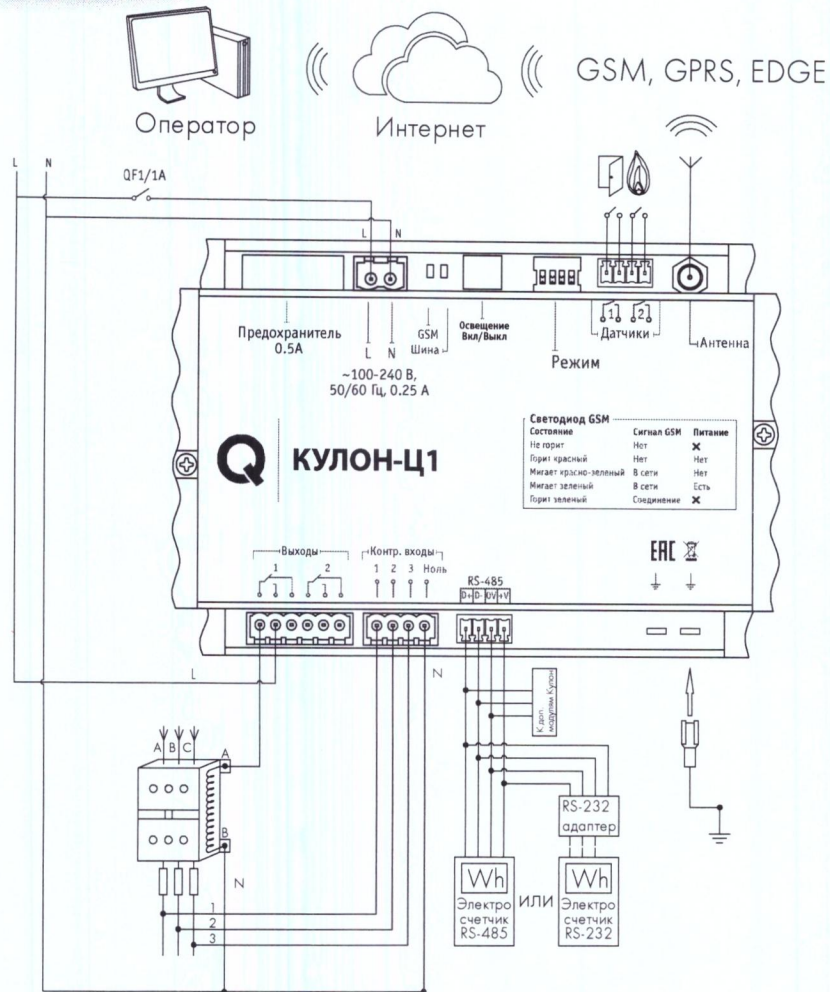 Оператор
Интернет
GSM, GPRS, EDGE
L N
QF1/1A
L N
Предохранитель
0.5А
L N
~100-240 В,
50/60 Гц, 0.25 А
GSM
Шина
Освещение
Вкл/Выкл
Режим
1 2
Датчики
Антенна
Q КУЛОН-Ц1
Светодиод GSM
Состояние Сигнал GSM Питание
Не горит Нет ✕
Горит красный Нет Нет
Мигает красно-зеленый В сети Нет
Мигает зеленый В сети Есть
Горит зеленый Соединение ✕
EAC
Выходы
1 2
Контр. входы
1 2 3 Ноль
RS-485
D+ D- 0V +V
L
N
К доп.
модулям Кулон
A B C
A
B
N
1
2
3
RS-232
адаптер
Wh
Электро
счетчик
RS-485
ИЛИ
Wh
Электро
счетчик
RS-232